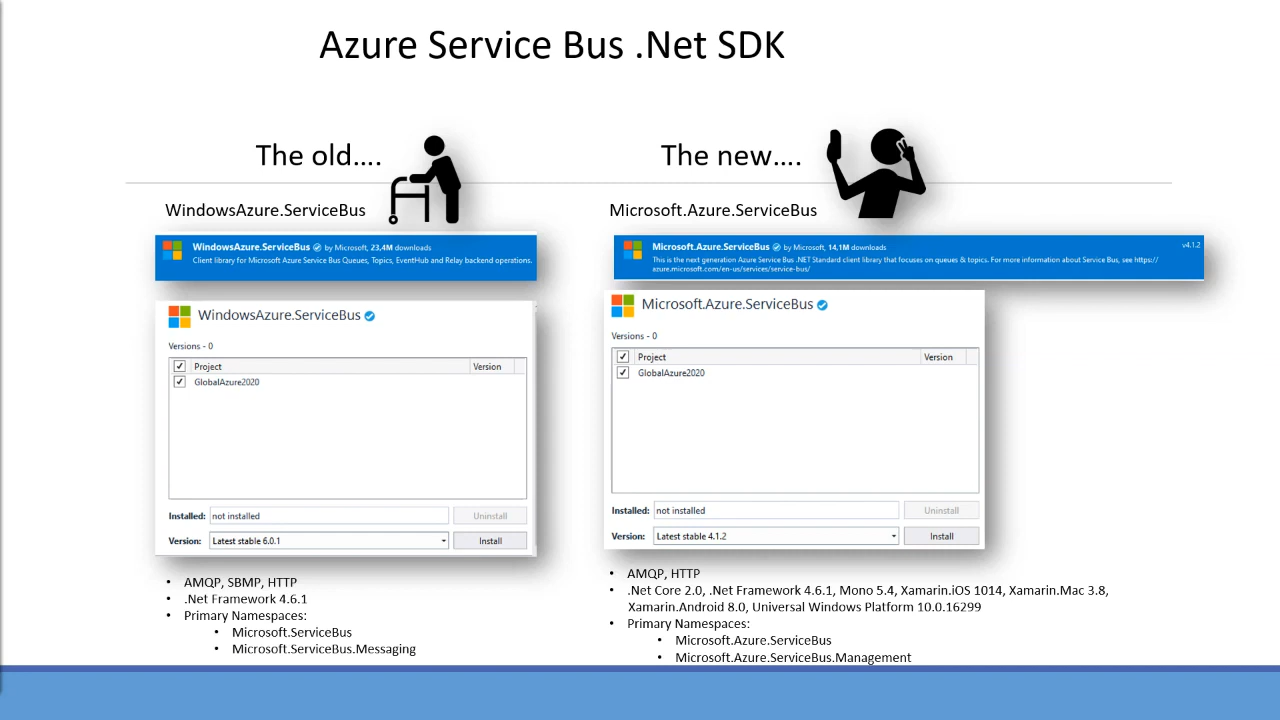 Azure Service Bus .Net SDK
The old....
WindowsAzure.ServiceBus
WindowsAzure.ServiceBus by Microsoft, 23,4M downloads
Client library for Microsoft Azure Service Bus Queues, Topics, EventHub and Relay backend operations.
WindowsAzure.ServiceBus
Versions - 0
Project Version
GlobalAzure2020
Installed: not installed Uninstall
Version: Latest stable 6.0.1 Install
• AMQP, SBMP, HTTP
• .Net Framework 4.6.1
• Primary Namespaces:
• Microsoft.ServiceBus
• Microsoft.ServiceBus.Messaging
The new....
Microsoft.Azure.ServiceBus
Microsoft.Azure.ServiceBus by Microsoft, 14,1M downloads v4.1.2
This is the next generation Azure Service Bus .NET Standard client library that focuses on queues & topics. For more information about Service Bus, see https://
azure.microsoft.com/en-us/services/service-bus/
Microsoft.Azure.ServiceBus
Versions - 0
Project Version
GlobalAzure2020
Installed: not installed Uninstall
Version: Latest stable 4.1.2 Install
• AMQP, HTTP
• .Net Core 2.0, .Net Framework 4.6.1, Mono 5.4, Xamarin.iOS 1014, Xamarin.Mac 3.8,
Xamarin.Android 8.0, Universal Windows Platform 10.0.16299
• Primary Namespaces:
• Microsoft.Azure.ServiceBus
• Microsoft.Azure.ServiceBus.Management